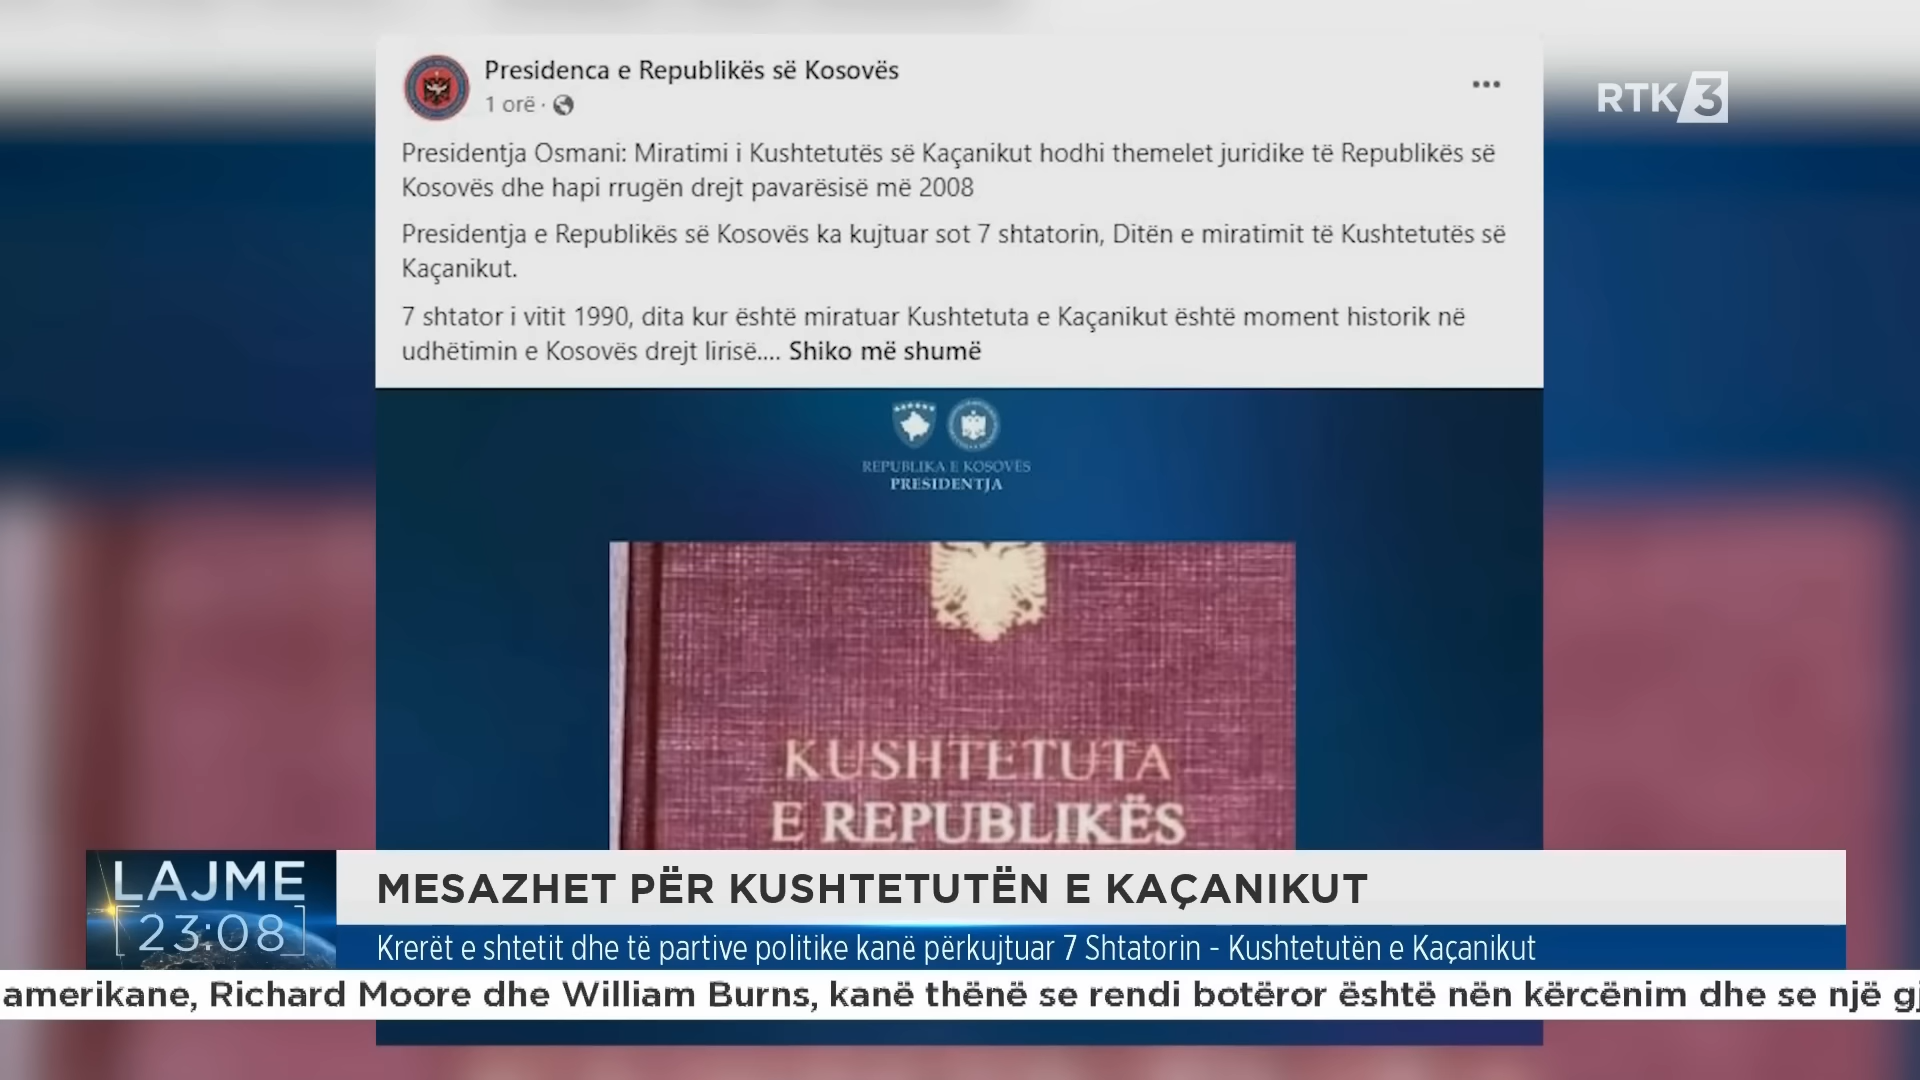 Presidenca e Republikës së Kosovës
1 orë ·
RTK 3
Presidentja Osmani: Miratimi i Kushtetutës së Kaçanikut hodhi themelet juridike të Republikës së
Kosovës dhe hapi rrugën drejt pavarësisë më 2008
Presidentja e Republikës së Kosovës ka kujtuar sot 7 shtatorin, Ditën e miratimit të Kushtetutës së
Kaçanikut.
7 shtator i vitit 1990, dita kur është miratuar Kushtetuta e Kaçanikut është moment historik në
udhëtimin e Kosovës drejt lirisë.... Shiko më shumë
REPUBLIKA E KOSOVËS
PRESIDENTJA
KUSHTETUTA
E REPUBLIKËS
LAJME
23:08
MESAZHET PËR KUSHTETUTËN E KAÇANIKUT
Krerët e shtetit dhe të partive politike kanë përkujtuar 7 Shtatorin - Kushtetutën e Kaçanikut
amerikane, Richard Moore dhe William Burns, kanë thënë se rendi botëror është nën kërcënim dhe se një gj